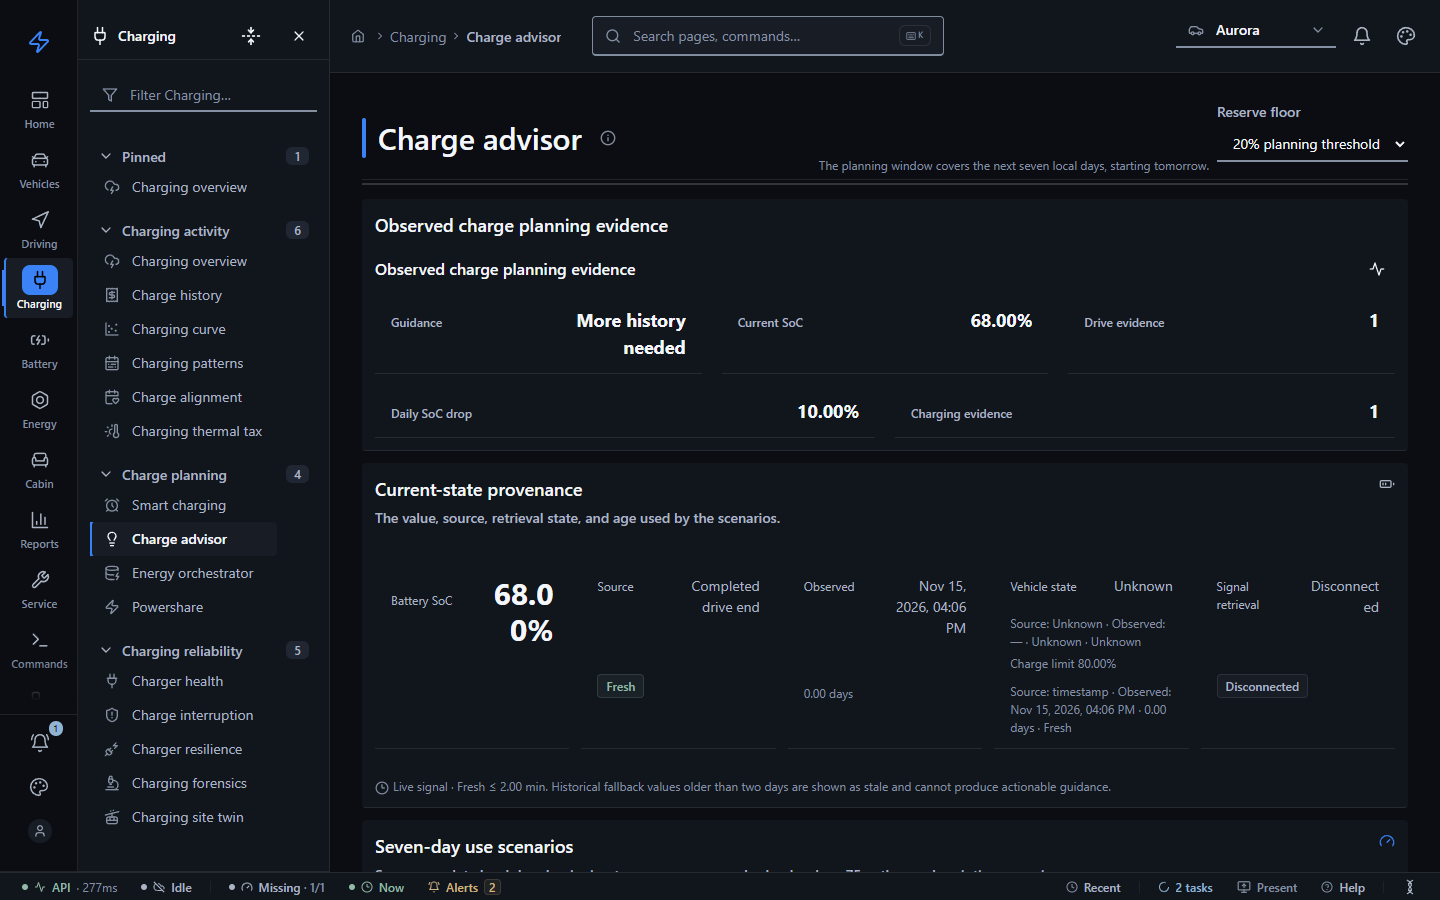 Home
Vehicles
Driving
Charging
Battery
Energy
Cabin
Reports
Service
Commands
1
Charging
Filter Charging...
Pinned 1
Charging overview
Charging activity 6
Charging overview
Charge history
Charging curve
Charging patterns
Charge alignment
Charging thermal tax
Charge planning 4
Smart charging
Charge advisor
Energy orchestrator
Powershare
Charging reliability 5
Charger health
Charge interruption
Charger resilience
Charging forensics
Charging site twin
Charging Charge advisor
Search pages, commands... K
Aurora
Charge advisor
Reserve floor
20% planning threshold
The planning window covers the next seven local days, starting tomorrow.
Observed charge planning evidence
Observed charge planning evidence
Guidance More history
needed
Current SoC 68.00%
Drive evidence 1
Daily SoC drop 10.00%
Charging evidence 1
Current-state provenance
The value, source, retrieval state, and age used by the scenarios.
Battery SoC 68.0
0%
Source Completed
drive end
Fresh
Observed Nov 15,
2026, 04:06
PM
0.00 days
Vehicle state Unknown
Source: Unknown · Observed:
— · Unknown · Unknown
Charge limit 80.00%
Source: timestamp · Observed:
Nov 15, 2026, 04:06 PM · 0.00
days · Fresh
Signal
retrieval
Disconnect
ed
Disconnected
Live signal · Fresh ≤ 2.00 min. Historical fallback values older than two days are shown as stale and cannot produce actionable guidance.
Seven-day use scenarios
API · 277ms Idle Missing · 1/1 Now Alerts 2 Recent 2 tasks Present Help